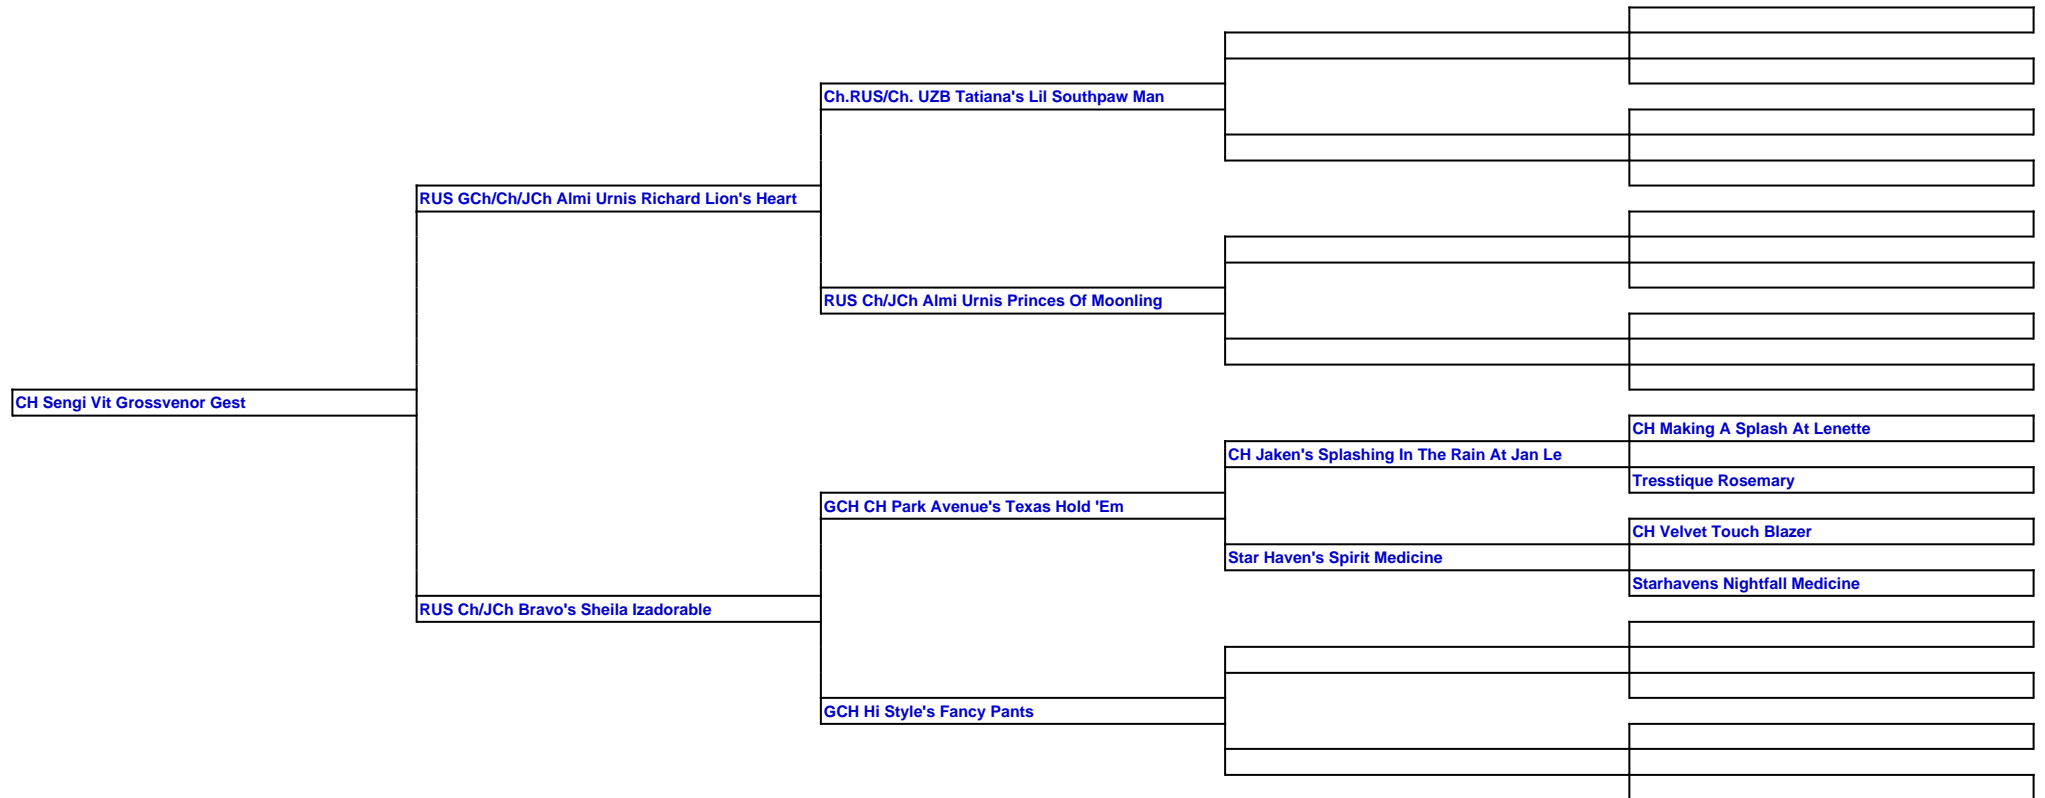 Ch.RUS/Ch. UZB Tatiana's Lil Southpaw Man
RUS GCh/Ch/JCh Almi Urnis Richard Lion's Heart
RUS Ch/JCh Almi Urnis Princes Of Moonling
CH Sengi Vit Grossvenor Gest
CH Making A Splash At Lenette
CH Jaken's Splashing In The Rain At Jan Le
Tresstique Rosemary
GCH CH Park Avenue's Texas Hold 'Em
CH Velvet Touch Blazer
Star Haven's Spirit Medicine
Starhavens Nightfall Medicine
RUS Ch/JCh Bravo's Sheila Izadorable
GCH Hi Style's Fancy Pants